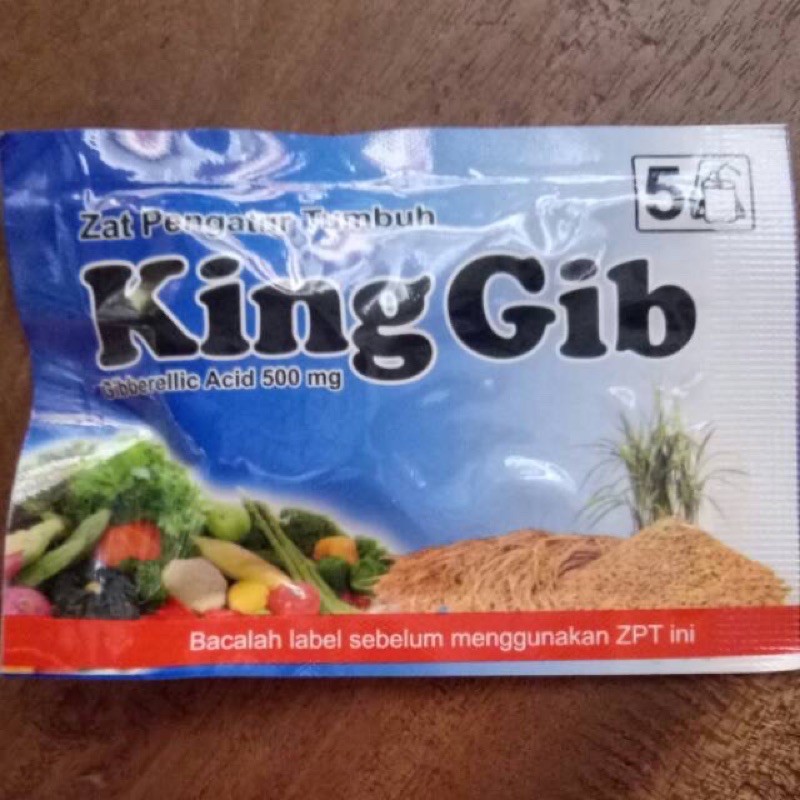 5
Zat Pengatur Tumbuh
King Gib
Gibberellic Acid 500 mg
Bacalah label sebelum menggunakan ZPT ini